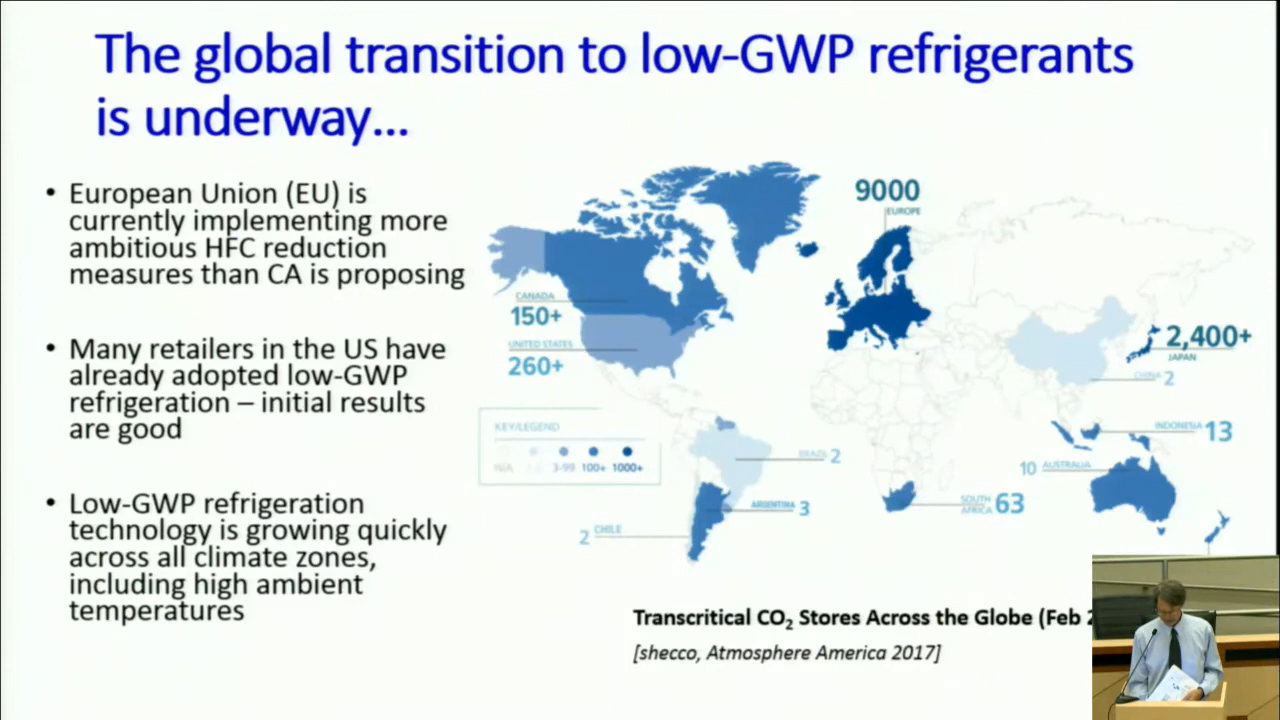 The global transition to low-GWP refrigerants
is underway...
• European Union (EU) is
currently implementing more
ambitious HFC reduction
measures than CA is proposing
• Many retailers in the US have
already adopted low-GWP
refrigeration – initial results
are good
• Low-GWP refrigeration
technology is growing quickly
across all climate zones,
including high ambient
temperatures
9000
EUROPE
CANADA
150+
UNITED STATES
260+
2,400+
JAPAN
CHINA 2
KEY/LEGEND
N/A 1-2 3-99 100+ 1000+
INDONESIA 13
BRAZIL 2
10 AUSTRALIA
ARGENTINA 3
SOUTH
AFRICA 63
2 CHILE
Transcritical CO₂ Stores Across the Globe (Feb
[shecco, Atmosphere America 2017]